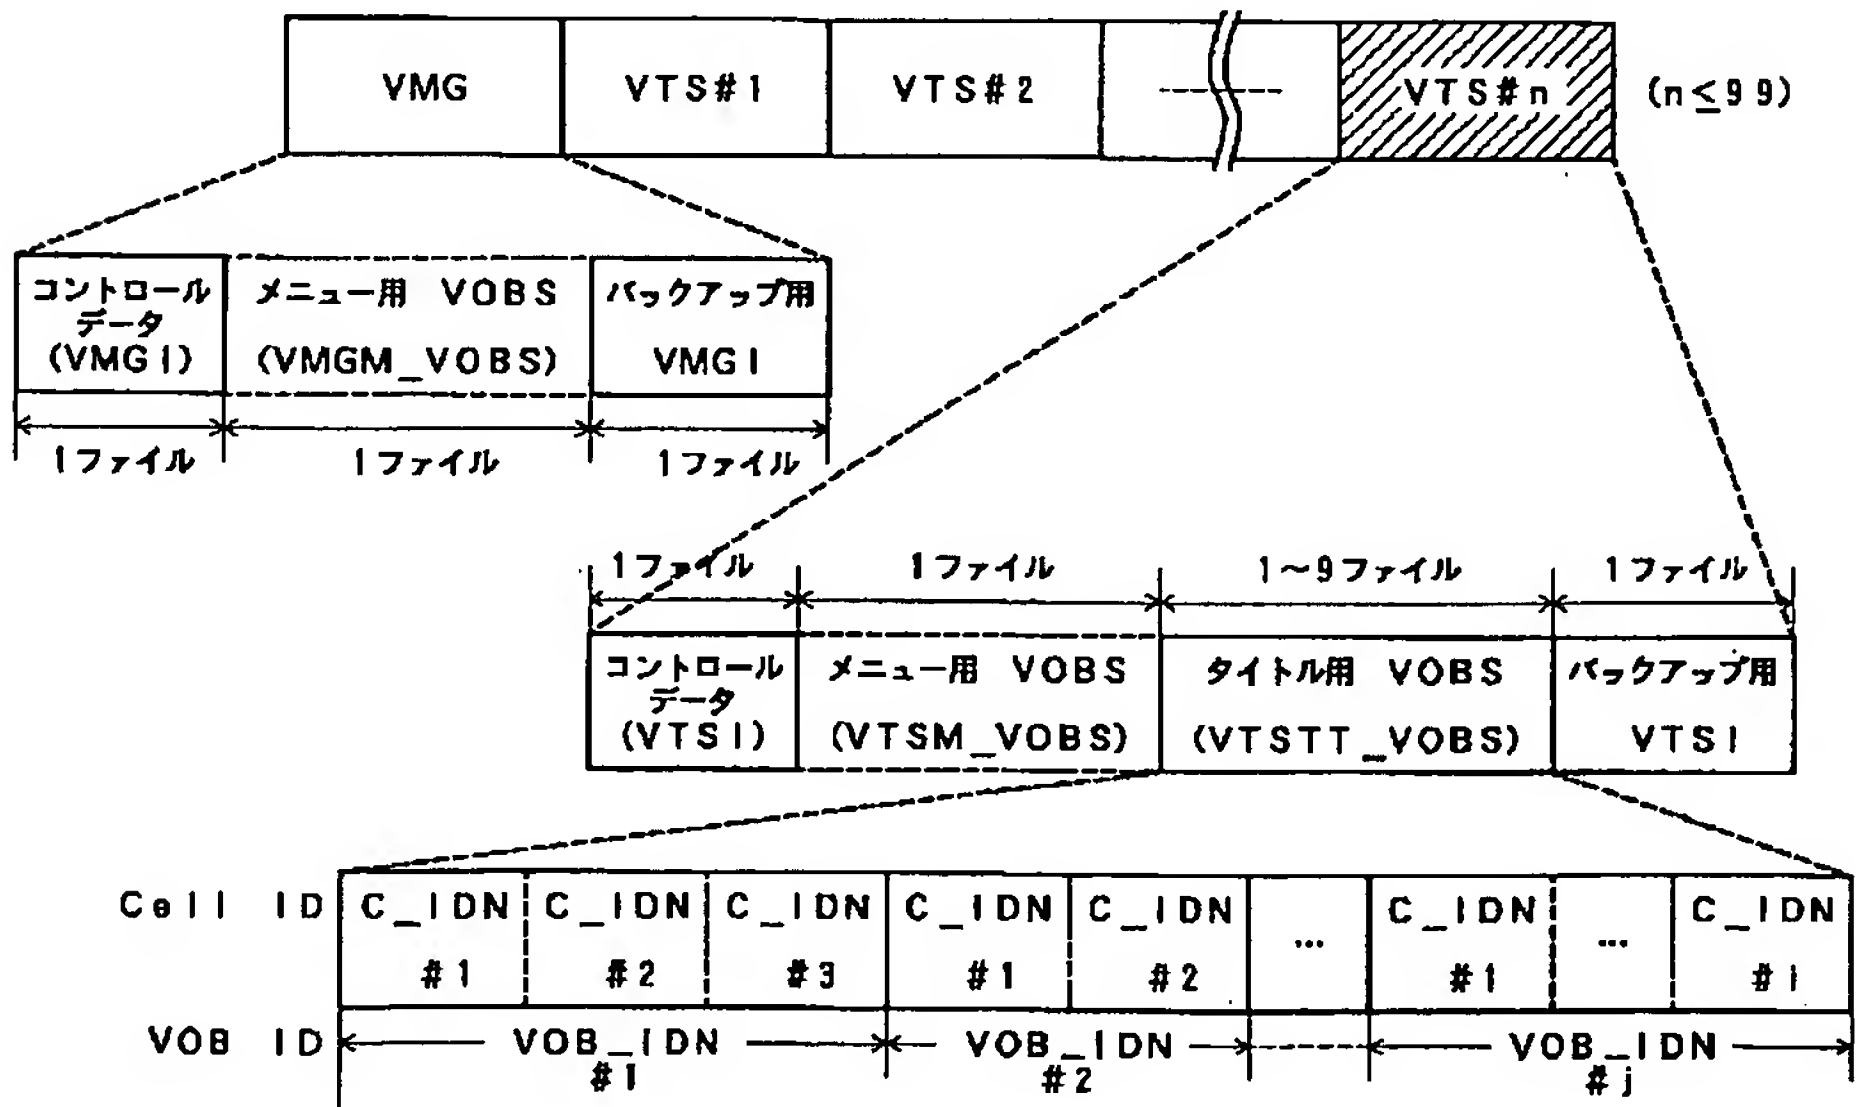 VMG VTS#1 VTS#2 VTS#n (n≤99)
コントロール メニュー用 VOBS バックアップ用
データ
(VMGI) (VMGM_VOBS) VMGI
1ファイル 1ファイル 1ファイル
1ファイル 1ファイル 1~9ファイル 1ファイル
コントロール メニュー用 VOBS タイトル用 VOBS バックアップ用
データ
(VTSI) (VTSM_VOBS) (VTSTT_VOBS) VTSI
Cell ID C_IDN C_IDN C_IDN C_IDN C_IDN ... C_IDN ... C_IDN
#1 #2 #3 #1 #2 #1 #i
VOB ID VOB_IDN VOB_IDN VOB_IDN
#1 #2 #j